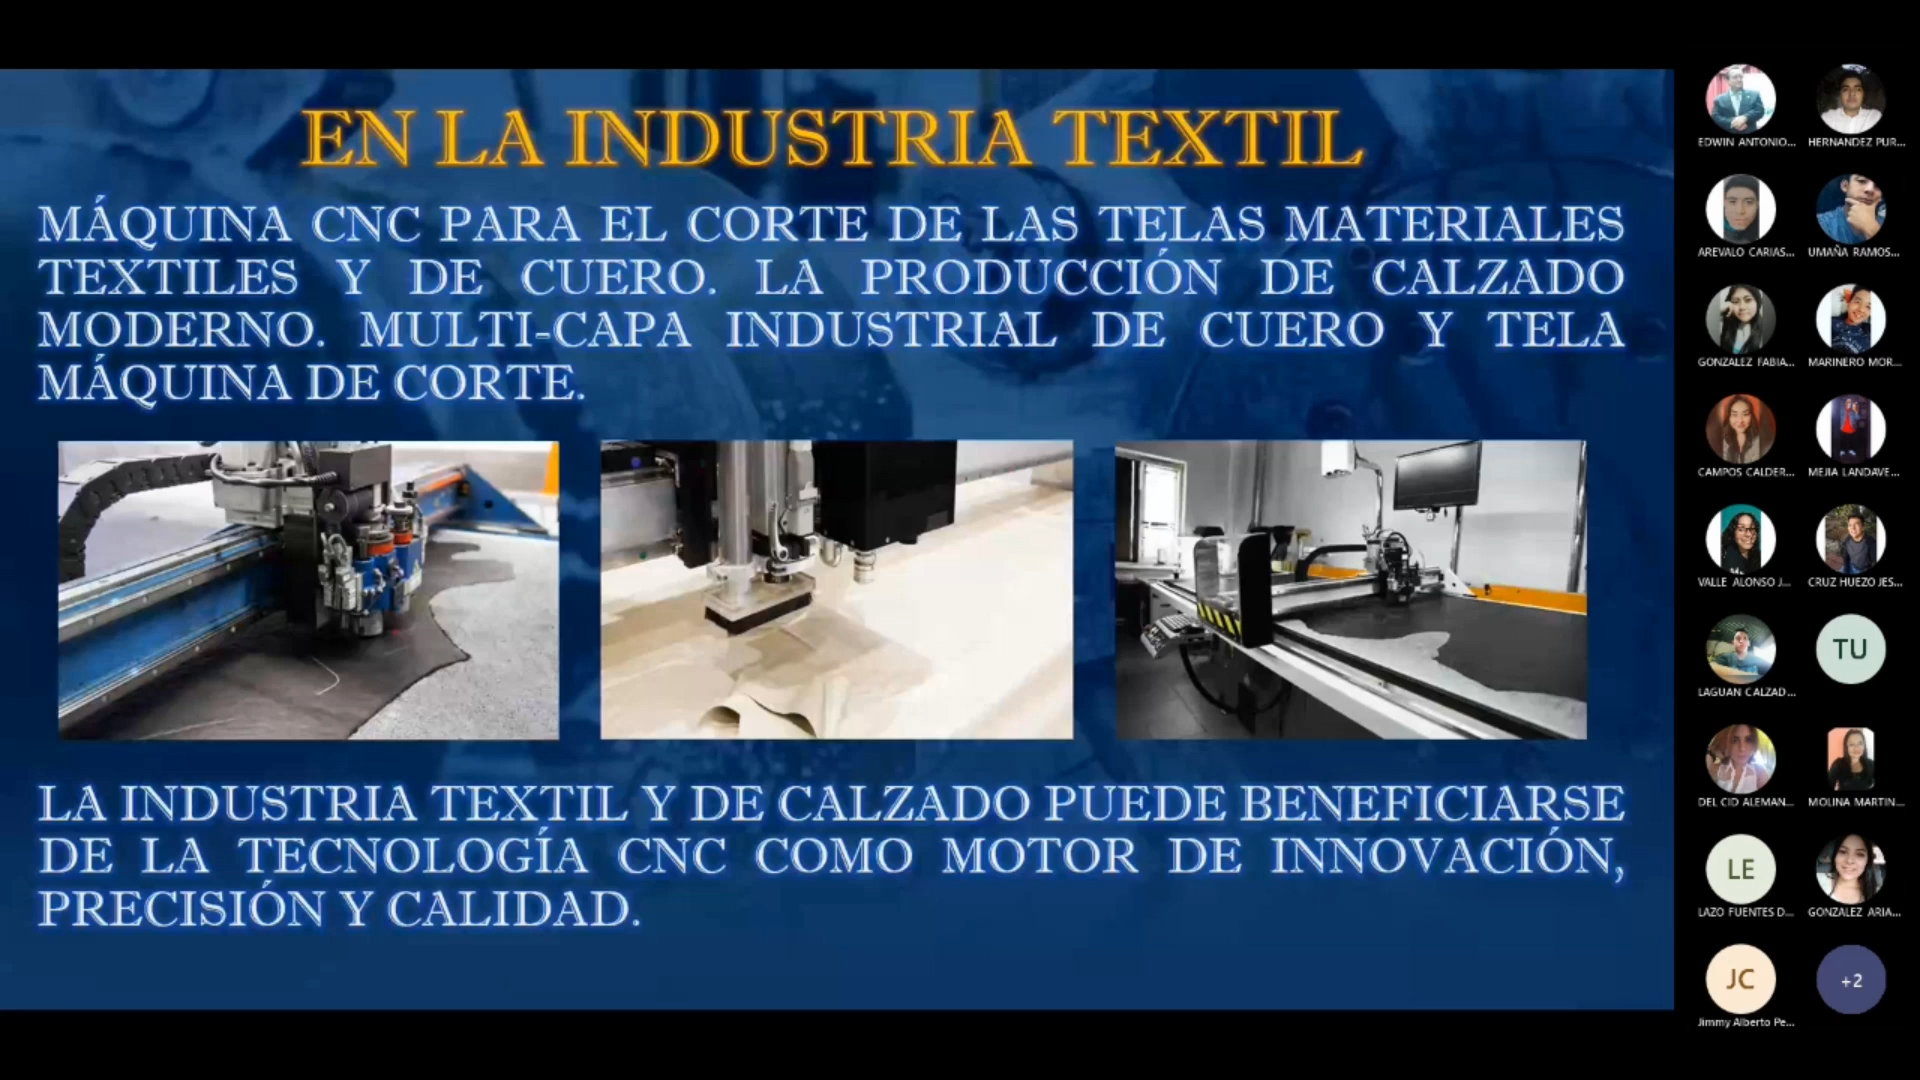 EN LA INDUSTRIA TEXTIL
MÁQUINA CNC PARA EL CORTE DE LAS TELAS MATERIALES
TEXTILES Y DE CUERO. LA PRODUCCIÓN DE CALZADO
MODERNO. MULTI-CAPA INDUSTRIAL DE CUERO Y TELA
MÁQUINA DE CORTE.
LA INDUSTRIA TEXTIL Y DE CALZADO PUEDE BENEFICIARSE
DE LA TECNOLOGÍA CNC COMO MOTOR DE INNOVACIÓN,
PRECISIÓN Y CALIDAD.
EDWIN ANTONIO...
HERNANDEZ PUR...
AREVALO CARIAS...
UMAÑA RAMOS...
GONZALEZ FABIA...
MARINERO MOR...
CAMPOS CALDER...
MEJIA LANDAVE...
VALLE ALONSO J...
CRUZ HUEZO JES...
LAGUAN CALZAD...
TU
DEL CID ALEMAN...
MOLINA MARTIN...
LE
LAZO FUENTES D...
GONZALEZ ARIA...
JC
Jimmy Alberto Pe...
+2